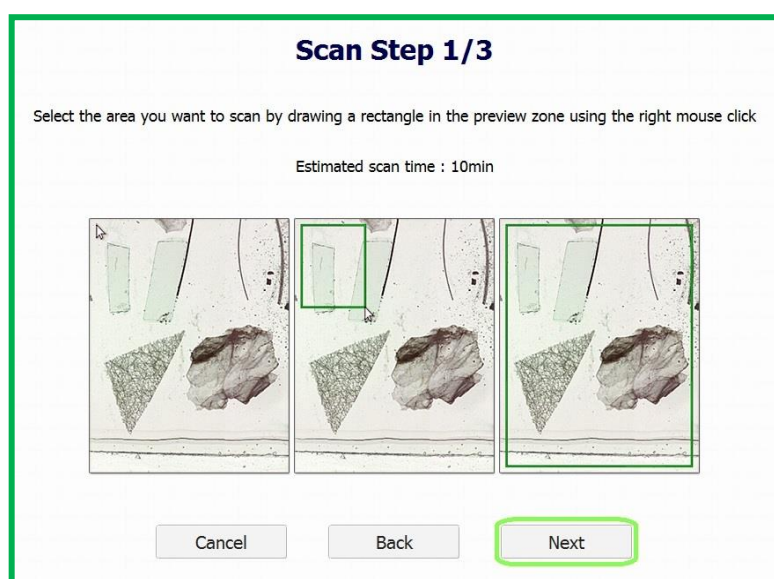 Scan Step 1/3
Select the area you want to scan by drawing a rectangle in the preview zone using the right mouse click
Estimated scan time : 10min
Cancel Back Next